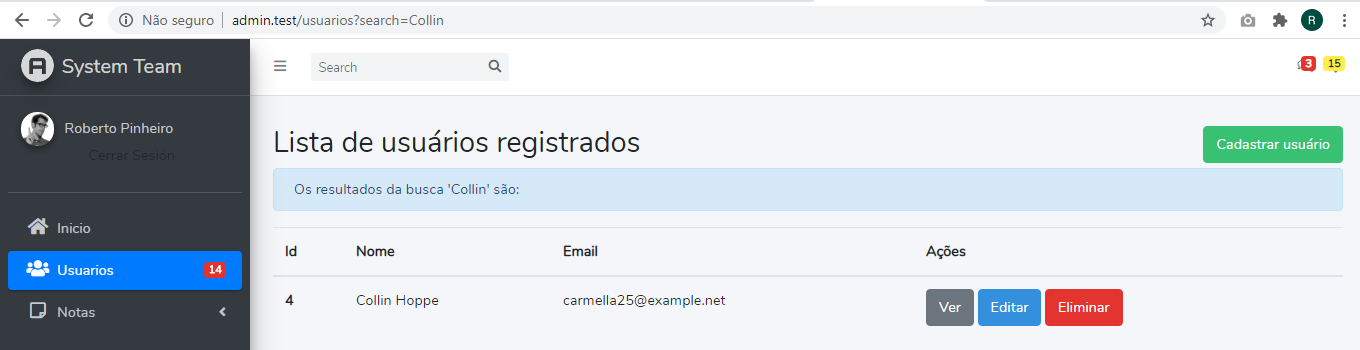 Não seguro admin.test/usuarios?search=Collin
R
System Team
Search
3
15
Roberto Pinheiro
Cerrar Sesión
Inicio
Usuarios 14
Notas
Lista de usuários registrados
Cadastrar usuário
Os resultados da busca 'Collin' são:
Id Nome Email Ações
4 Collin Hoppe carmella25@example.net Ver Editar Eliminar